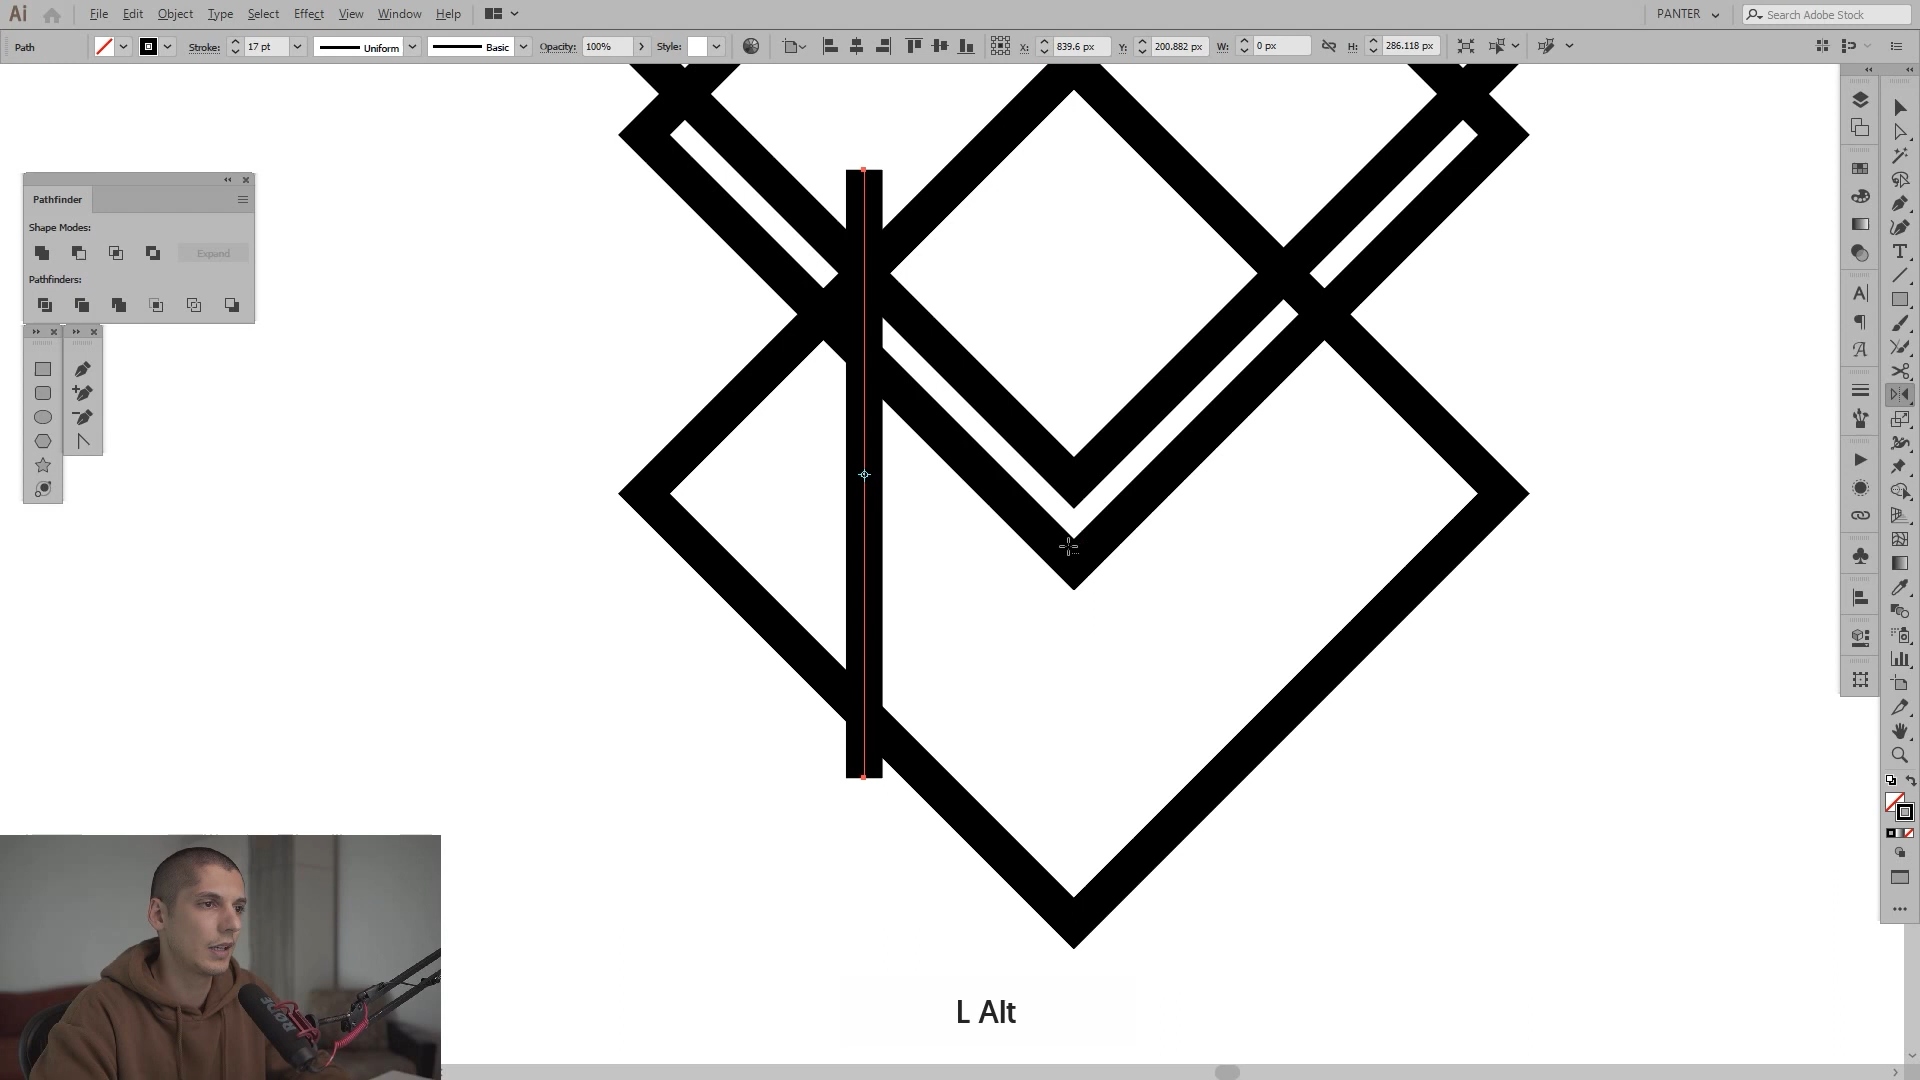 Ai File Edit Object Type Select Effect View Window Help PANTER Search Adobe Stock
Path Stroke: 17 pt Uniform Basic Opacity: 100% Style: X: 839.6 px Y: 200.882 px W: 0 px H: 286.118 px
Pathfinder
Shape Modes:
Expand
Pathfinders:
RODE
L Alt